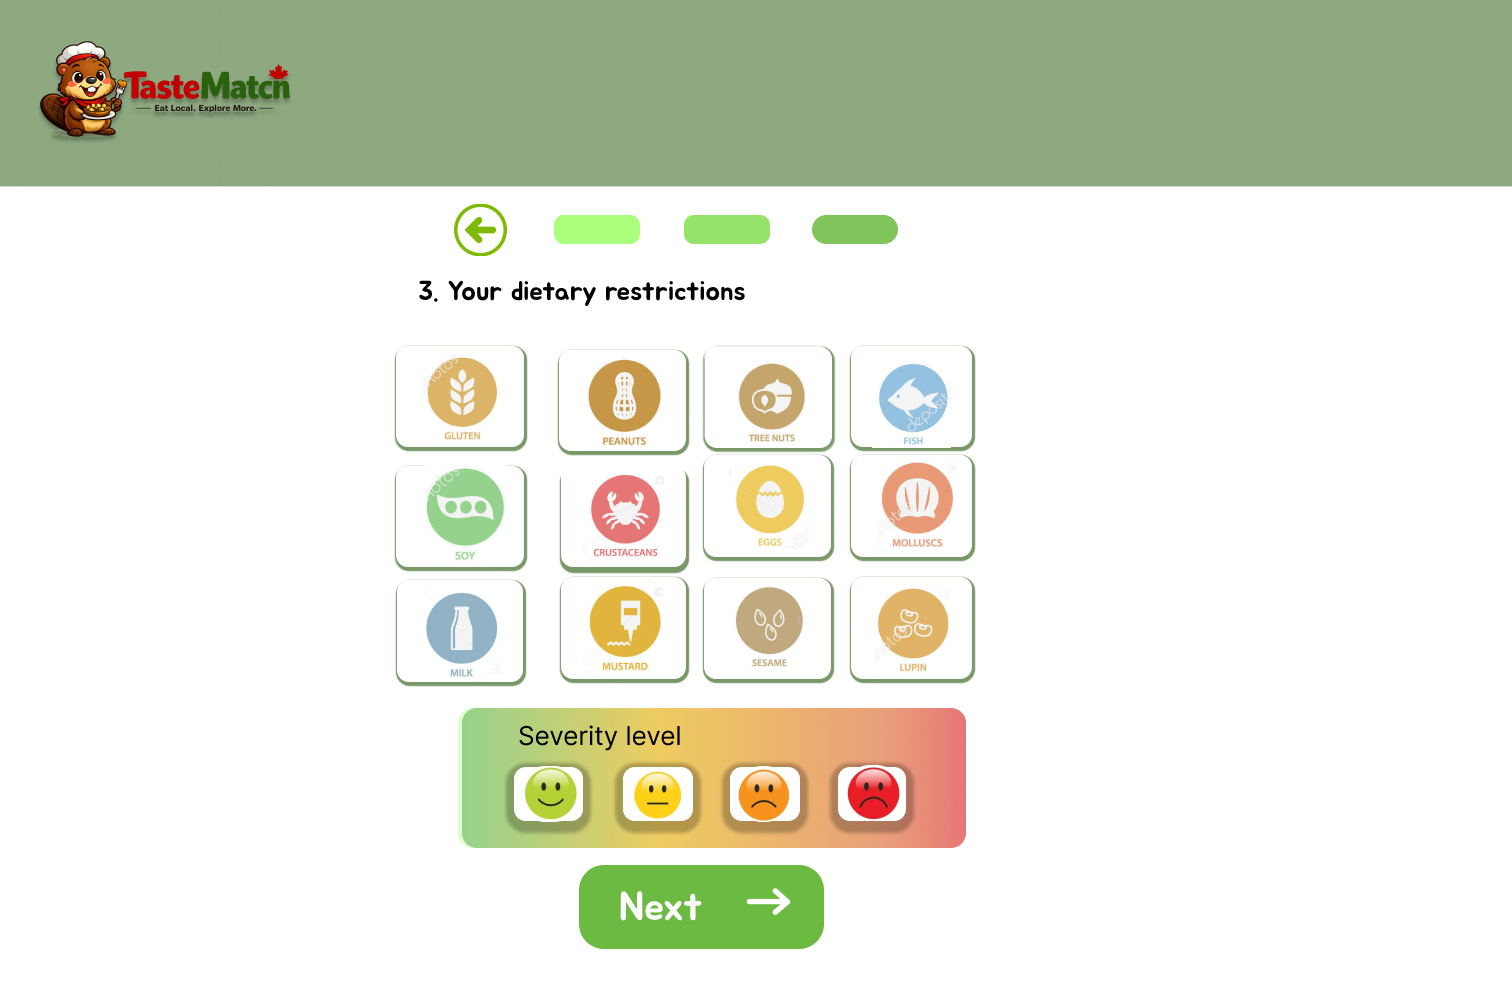 TasteMatch
Eat Local. Explore More.
3. Your dietary restrictions
GLUTEN
PEANUTS
TREE NUTS
FISH
SOY
CRUSTACEANS
EGGS
MOLLUSCS
MILK
MUSTARD
SESAME
LUPIN
Severity level
Next